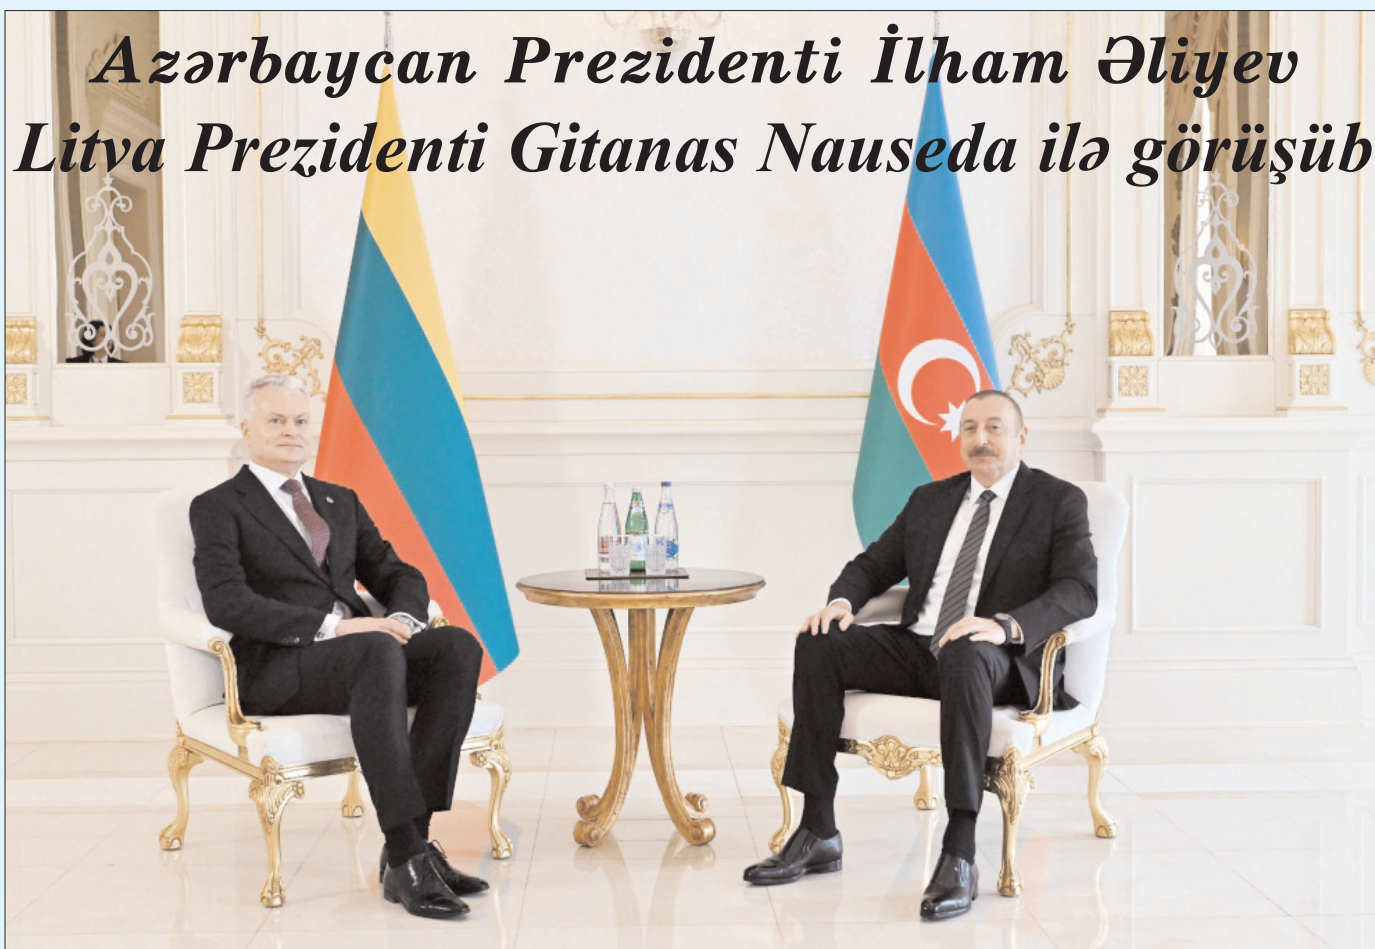 Azərbaycan Prezidenti İlham Əliyev
Litva Prezidenti Gitanas Nauseda ilə görüşüb